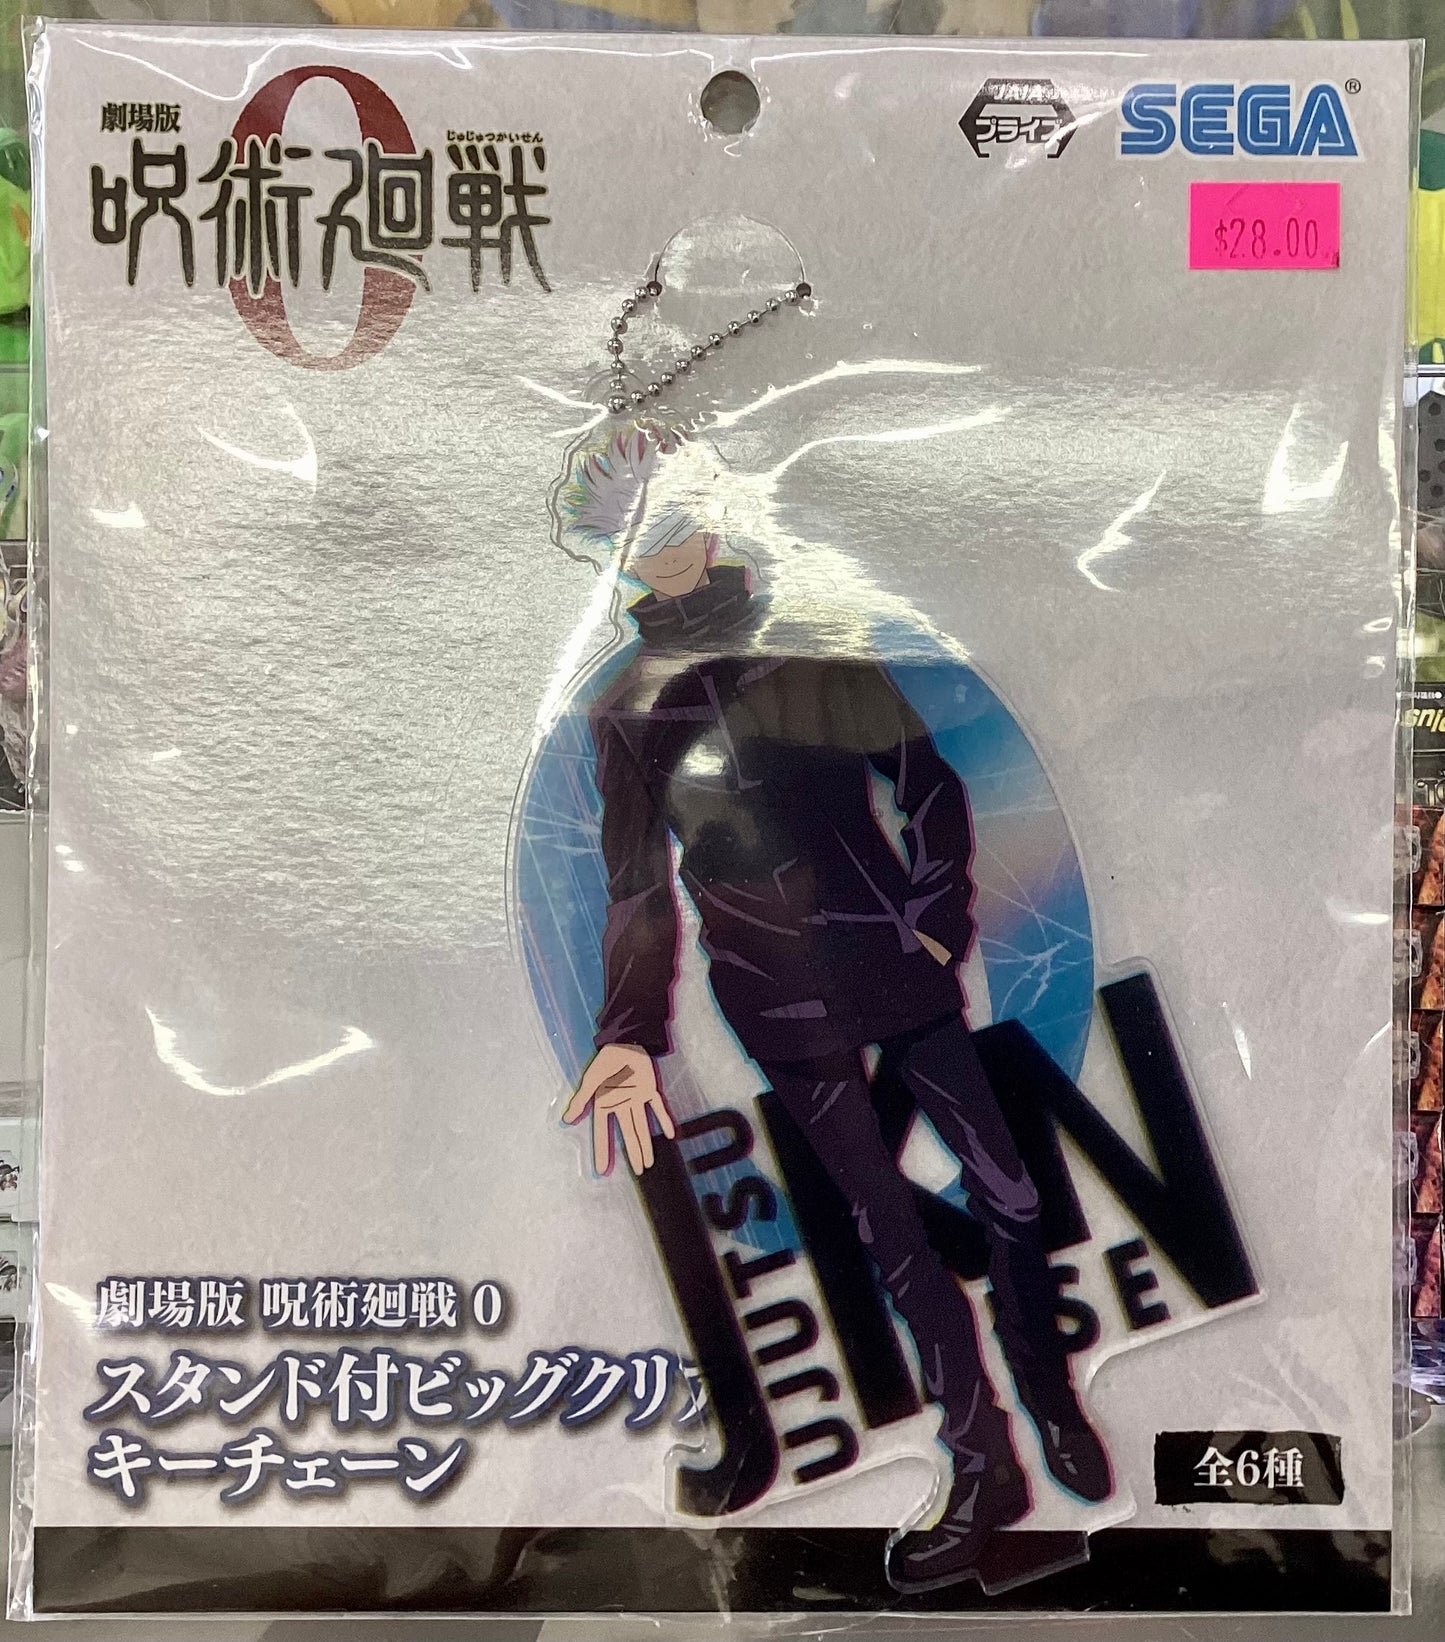 劇場版
じゅじゅつかいせん
呪術廻戦
0
プライズ
SEGA®
$28.00
JKN
JUJUTSU
SE
劇場版 呪術廻戦 0
スタンド付ビッグクリア
キーチェーン
全6種